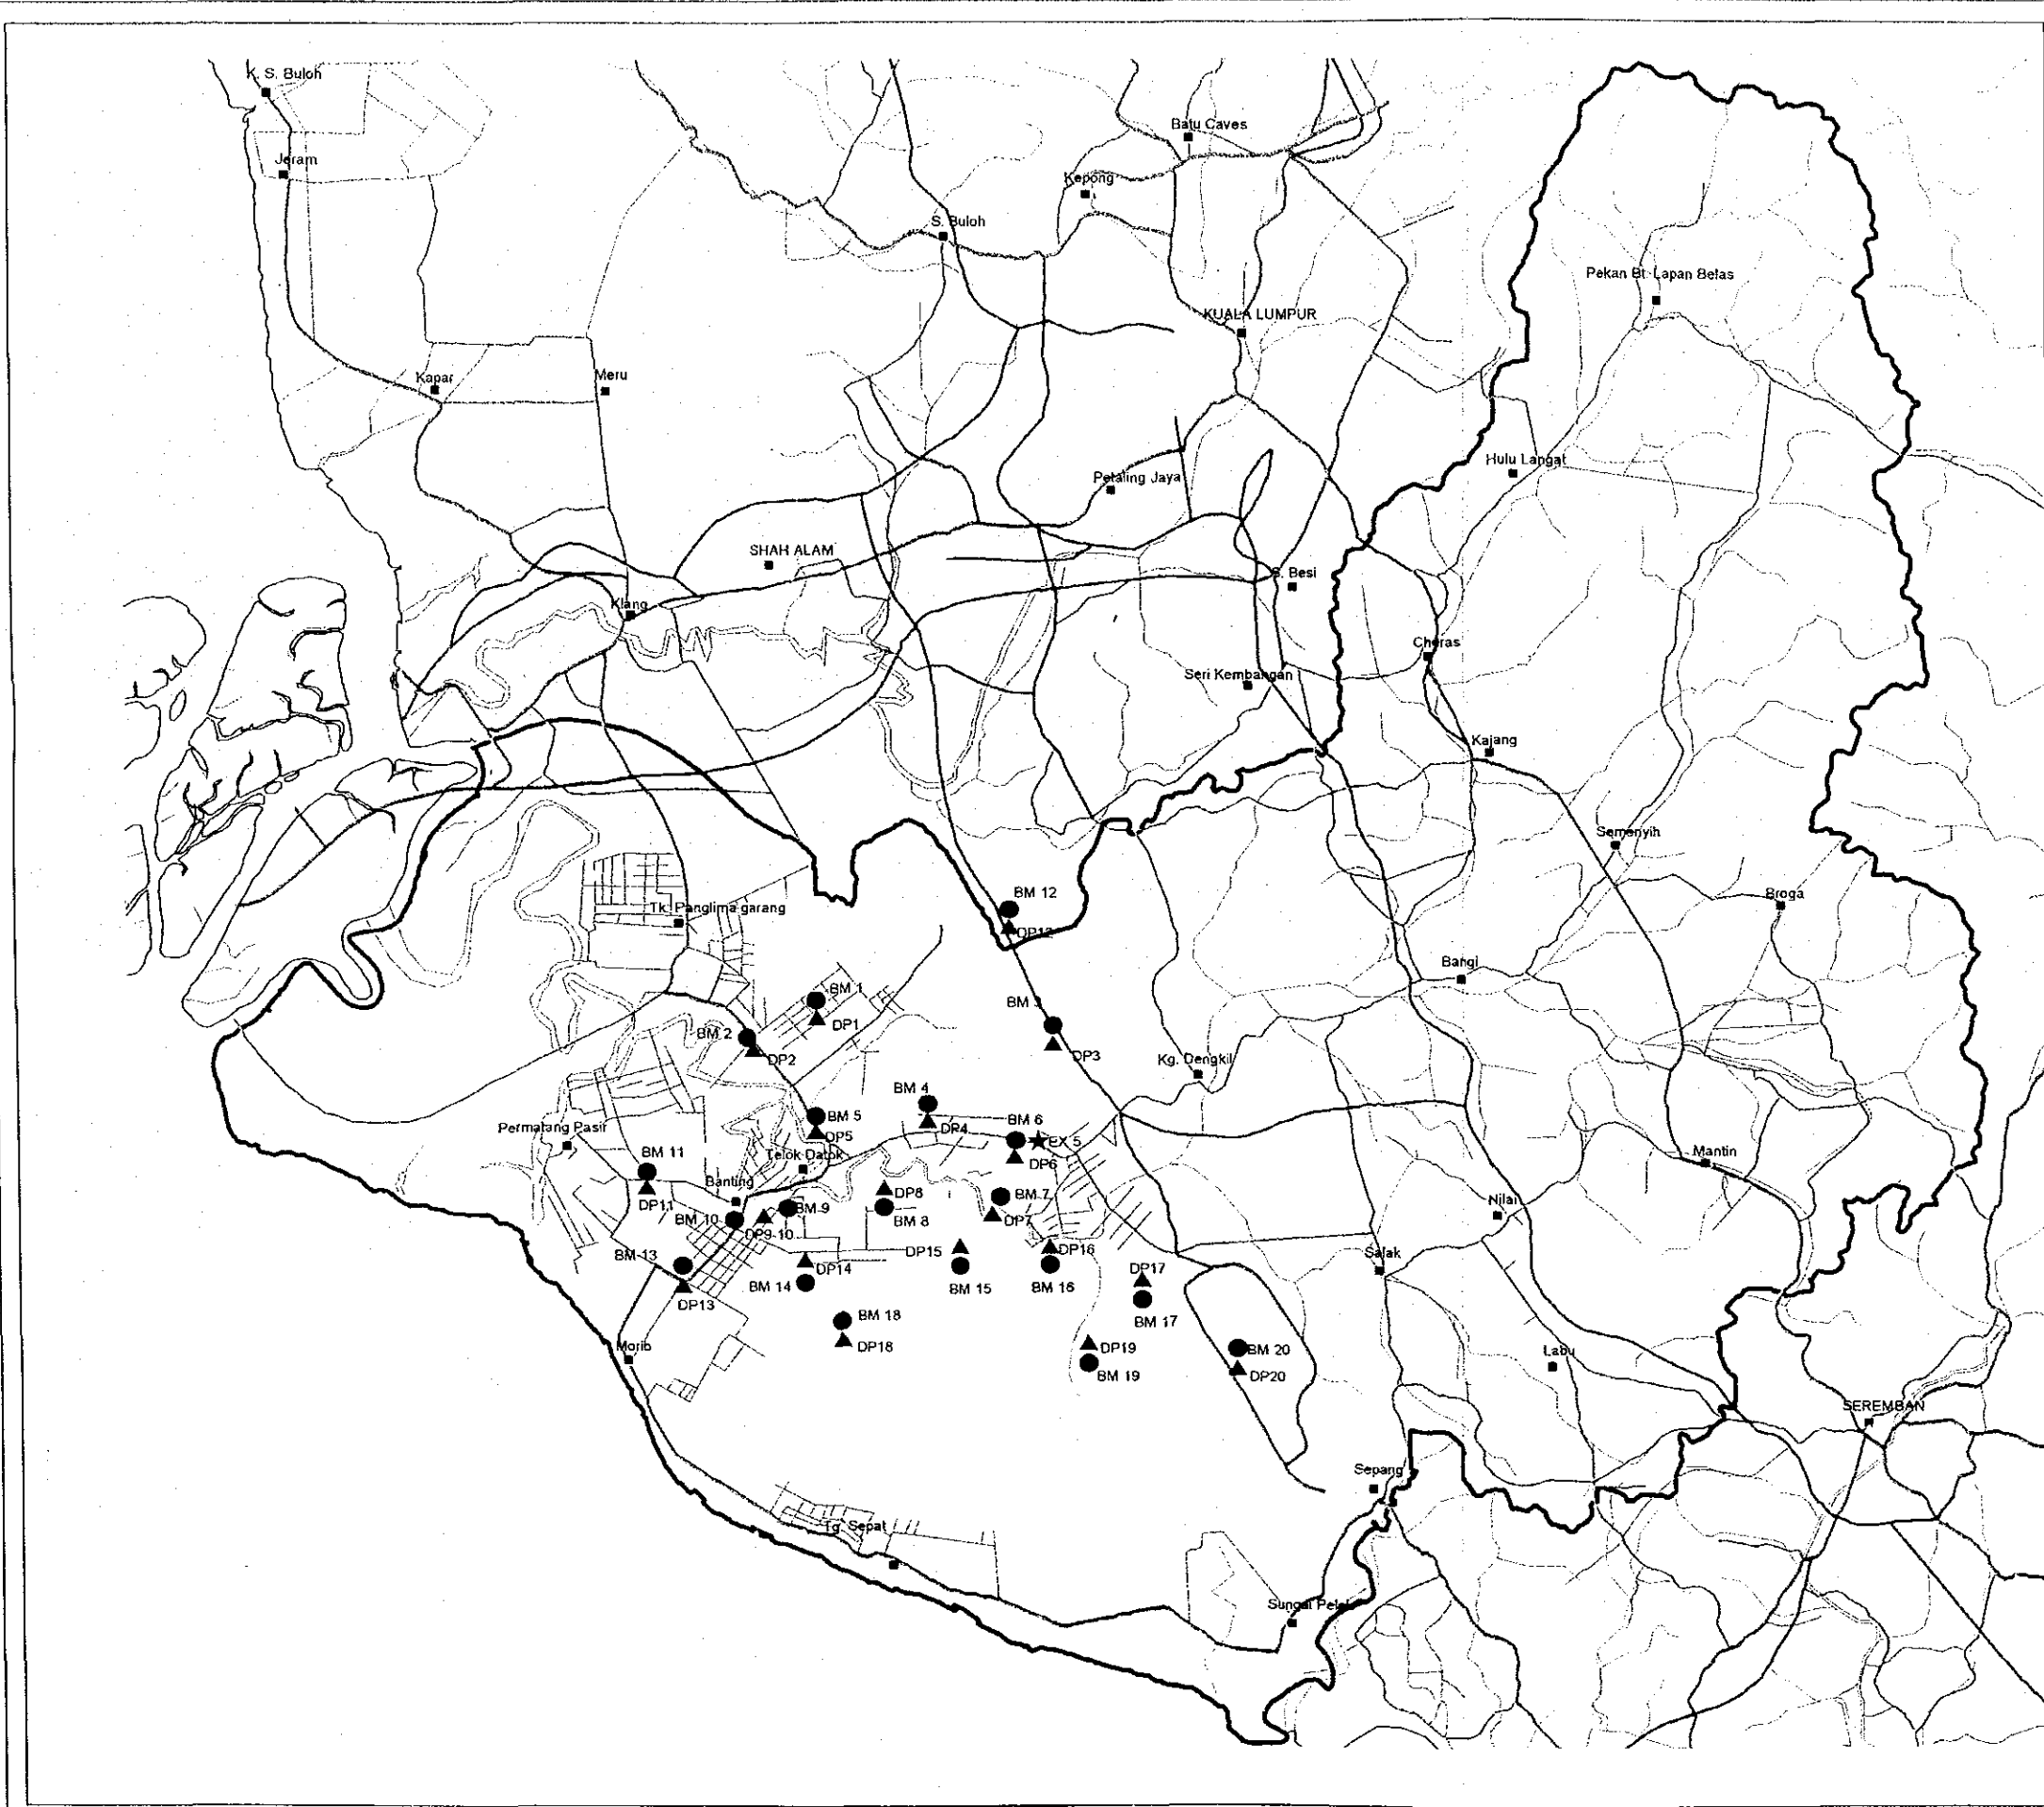 K. S. Buloh
Batu Caves
Jeram
Kepong
S. Buloh
Pekan Bt. Lapan Belas
KUALA LUMPUR
Kapar
Meru
Hulu Langat
Petaling Jaya
SHAH ALAM
S. Besi
Klang
Cheras
Seri Kembangan
Kajang
Semenyih
BM 12
Broga
Tk. Panglima garang
DP12
Bangi
BM 1
BM 3
DP1
BM 2
DP2
DP3
Kg. Dengkil
BM 4
BM 5
BM 6
Permatang Pasir
DP4
DP5
EX 5
BM 11
Telok Datok
DP6
Mantin
Banting
DP8
BM 7
DP11
BM 10
BM 9
BM 8
DP7
Nilai
DP9-10
BM 13
DP15
DP16
Salak
DP14
DP17
BM 14
BM 15
BM 16
DP13
BM 18
BM 17
Morib
DP18
DP19
BM 20
Labu
BM 19
DP20
SEREMBAN
Sepang
Tg. Sepat